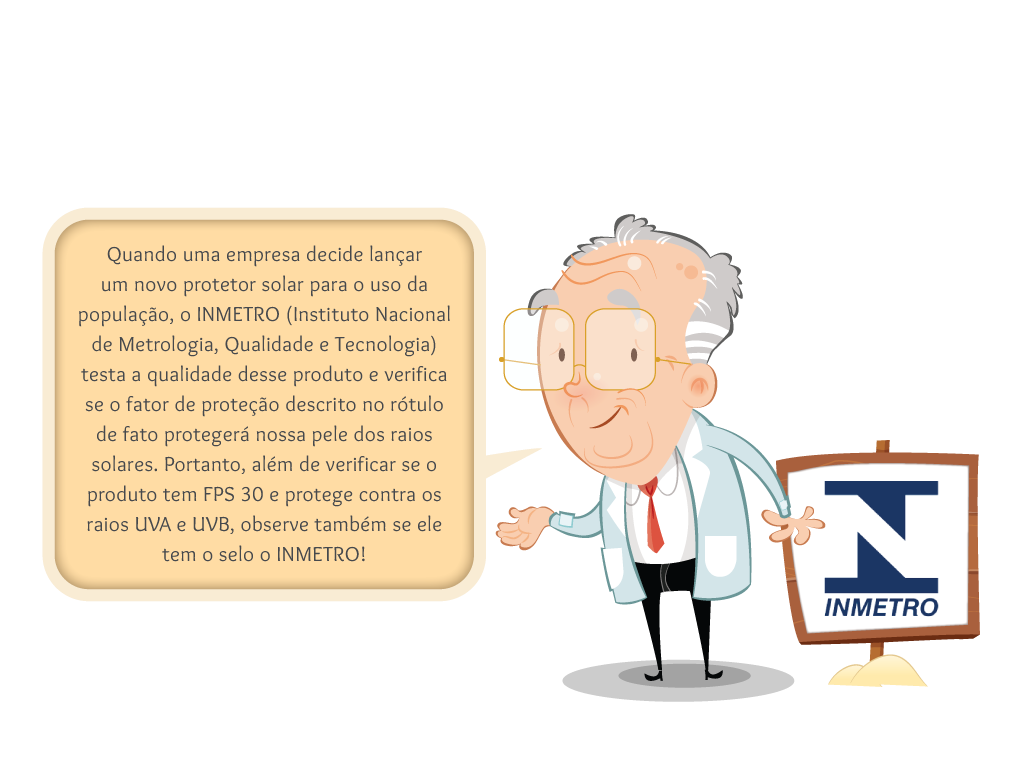 Quando uma empresa decide lançar
um novo protetor solar para o uso da
população, o INMETRO (Instituto Nacional
de Metrologia, Qualidade e Tecnologia)
testa a qualidade desse produto e verifica
se o fator de proteção descrito no rótulo
de fato protegerá nossa pele dos raios
solares. Portanto, além de verificar se o
produto tem FPS 30 e protege contra os
raios UVA e UVB, observe também se ele
tem o selo o INMETRO!
INMETRO